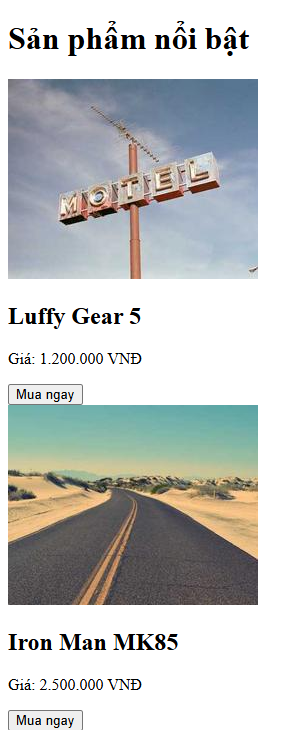 Sản phẩm nổi bật
MOTEL
Luffy Gear 5
Giá: 1.200.000 VNĐ
Mua ngay
Iron Man MK85
Giá: 2.500.000 VNĐ
Mua ngay